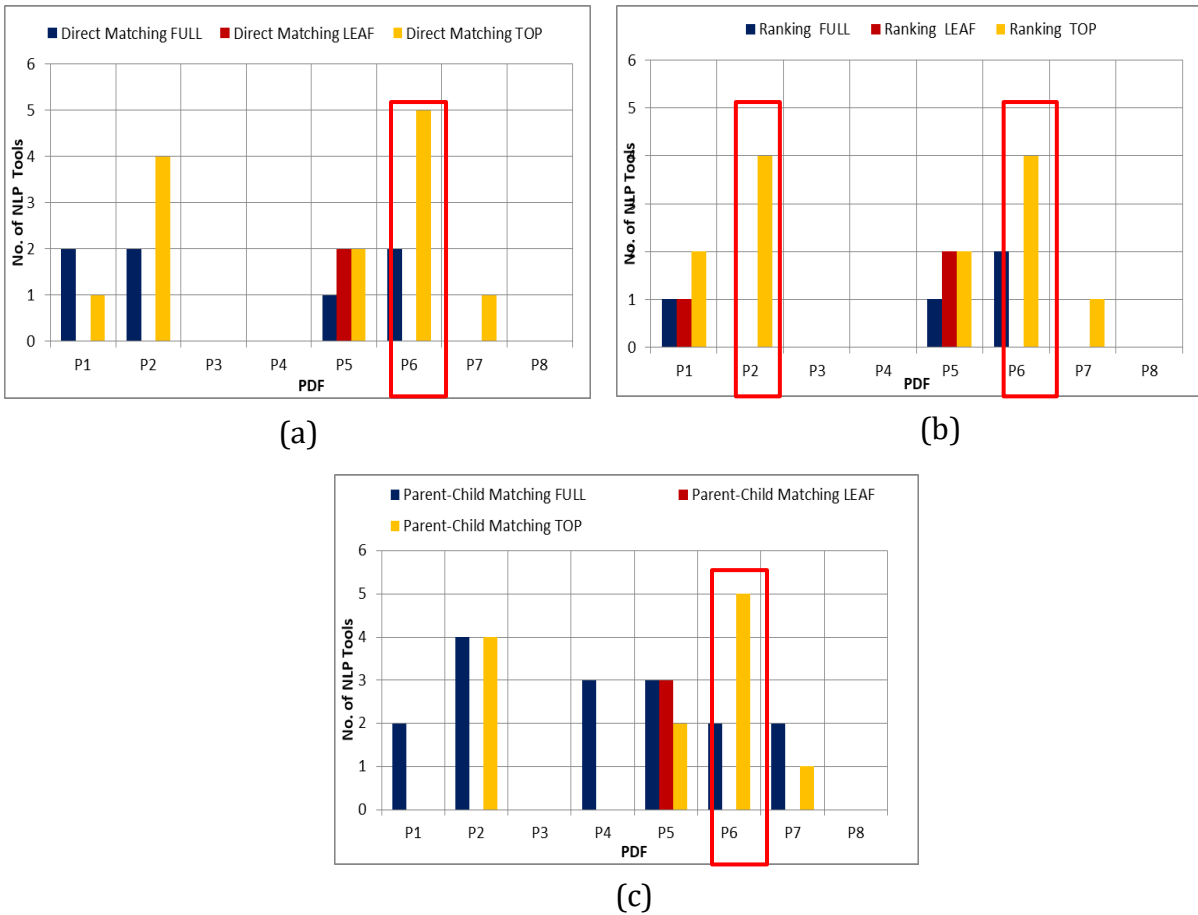 Direct Matching FULL Direct Matching LEAF Direct Matching TOP
6
5
4
3
2
1
0
No. of NLP Tools
P1 P2 P3 P4 P5 P6 P7 P8
PDF
(a)
Ranking FULL Ranking LEAF Ranking TOP
6
5
4
3
2
1
0
No. of NLP Tools
P1 P2 P3 P4 P5 P6 P7 P8
PDF
(b)
Parent-Child Matching FULL Parent-Child Matching LEAF
Parent-Child Matching TOP
6
5
4
3
2
1
0
No. of NLP Tools
P1 P2 P3 P4 P5 P6 P7 P8
PDF
(c)